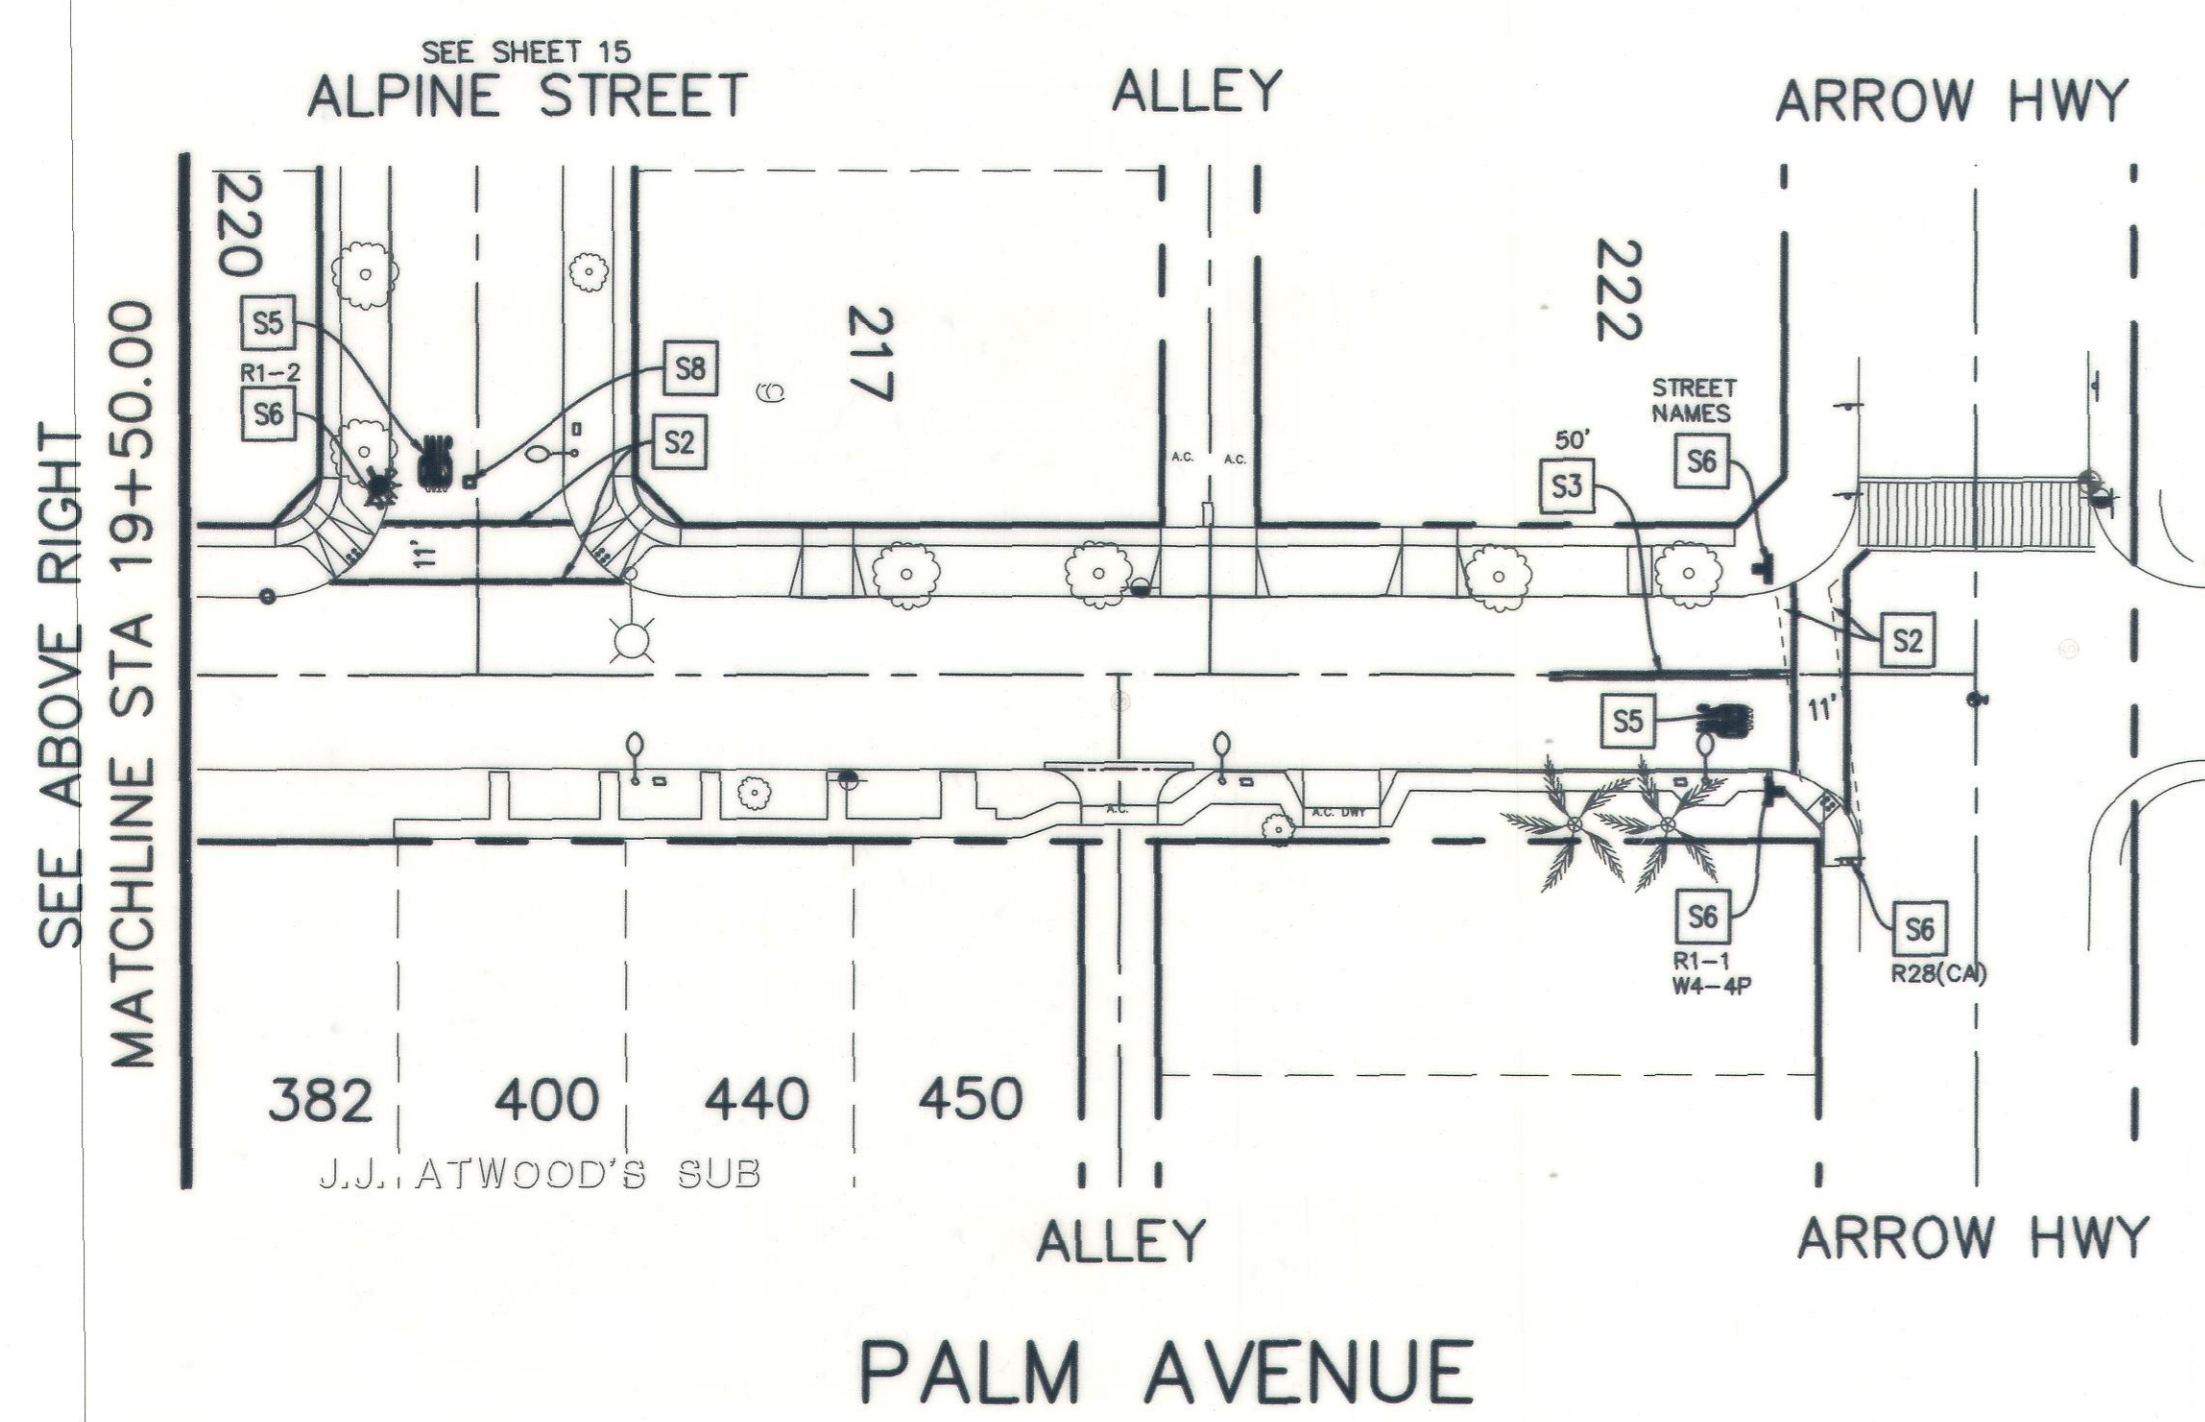 SEE SHEET 15
ALPINE STREET
ALLEY
ARROW HWY
220
217
222
S5
R1-2
S6
S8
S2
11'
A.C.
A.C.
50'
S3
STREET
NAMES
S6
S2
S5
11'
SEE ABOVE RIGHT
MATCHLINE STA 19+50.00
A.C.
A.C. DWY
S6
R1-1
W4-4P
S6
R28(CA)
382
400
440
450
J.J. ATWOOD'S SUB
ALLEY
ARROW HWY
PALM AVENUE